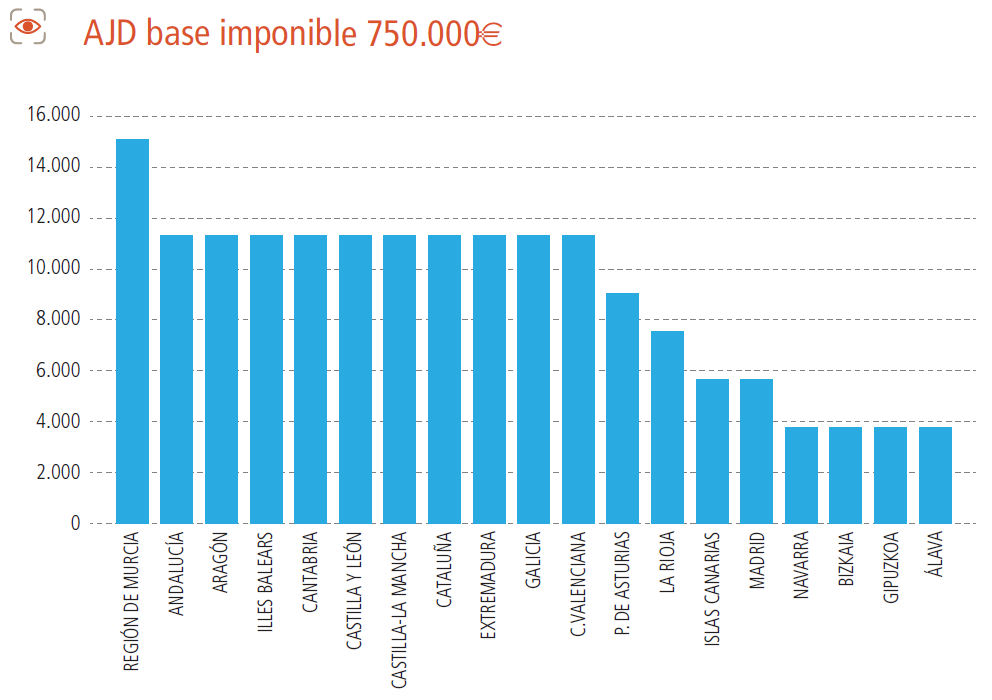 AJD base imponible 750.000€
16.000
14.000
12.000
10.000
8.000
6.000
4.000
2.000
0
REGIÓN DE MURCIA
ANDALUCÍA
ARAGÓN
ILLES BALEARS
CANTABRIA
CASTILLA Y LEÓN
CASTILLA-LA MANCHA
CATALUÑA
EXTREMADURA
GALICIA
C.VALENCIANA
P. DE ASTURIAS
LA RIOJA
ISLAS CANARIAS
MADRID
NAVARRA
BIZKAIA
GIPUZKOA
ÁLAVA